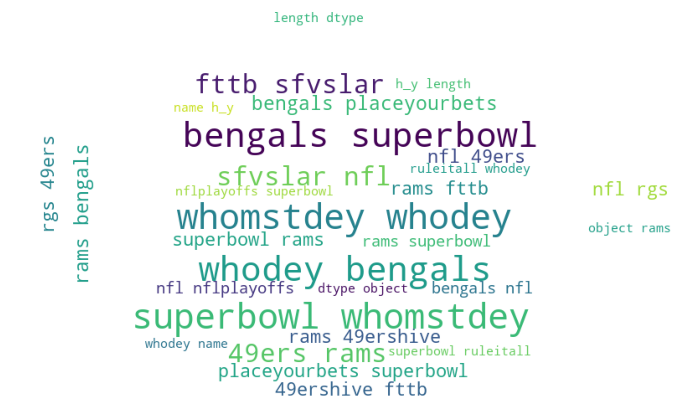 length dtype
fttb sfvslar
h_y length
name h_y
bengals placeyourbets
bengals superbowl
nfl 49ers
ruleitall whodey
sfvslar nfl
nflplayoffs superbowl
rams fttb
nfl rgs
rgs 49ers
rams bengals
whomstdey whodey
object rams
superbowl rams
rams superbowl
whodey bengals
nfl nflplayoffs
dtype object
bengals nfl
superbowl whomstdey
rams 49ershive
whodey name
49ers rams
superbowl ruleitall
placeyourbets superbowl
49ershive fttb